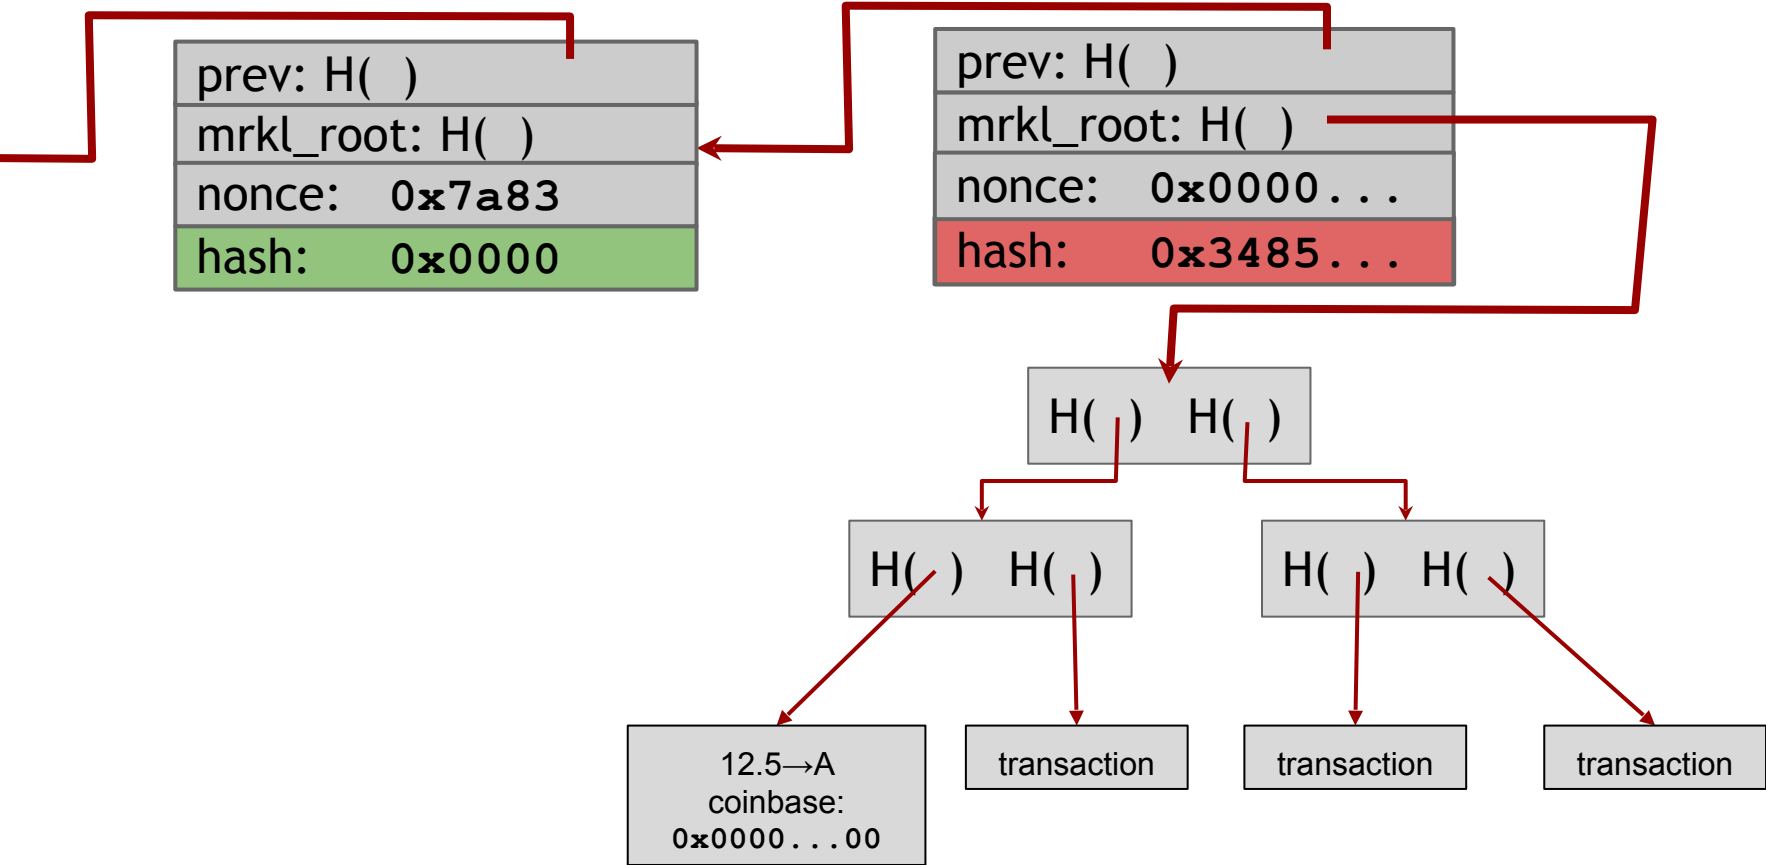 prev: H( )
mrkl_root: H( )
nonce: 0x7a83
hash: 0x0000
prev: H( )
mrkl_root: H( )
nonce: 0x0000...
hash: 0x3485...
H( ) H( )
H( ) H( )
H( ) H( )
12.5→A
coinbase:
0x0000...00
transaction
transaction
transaction